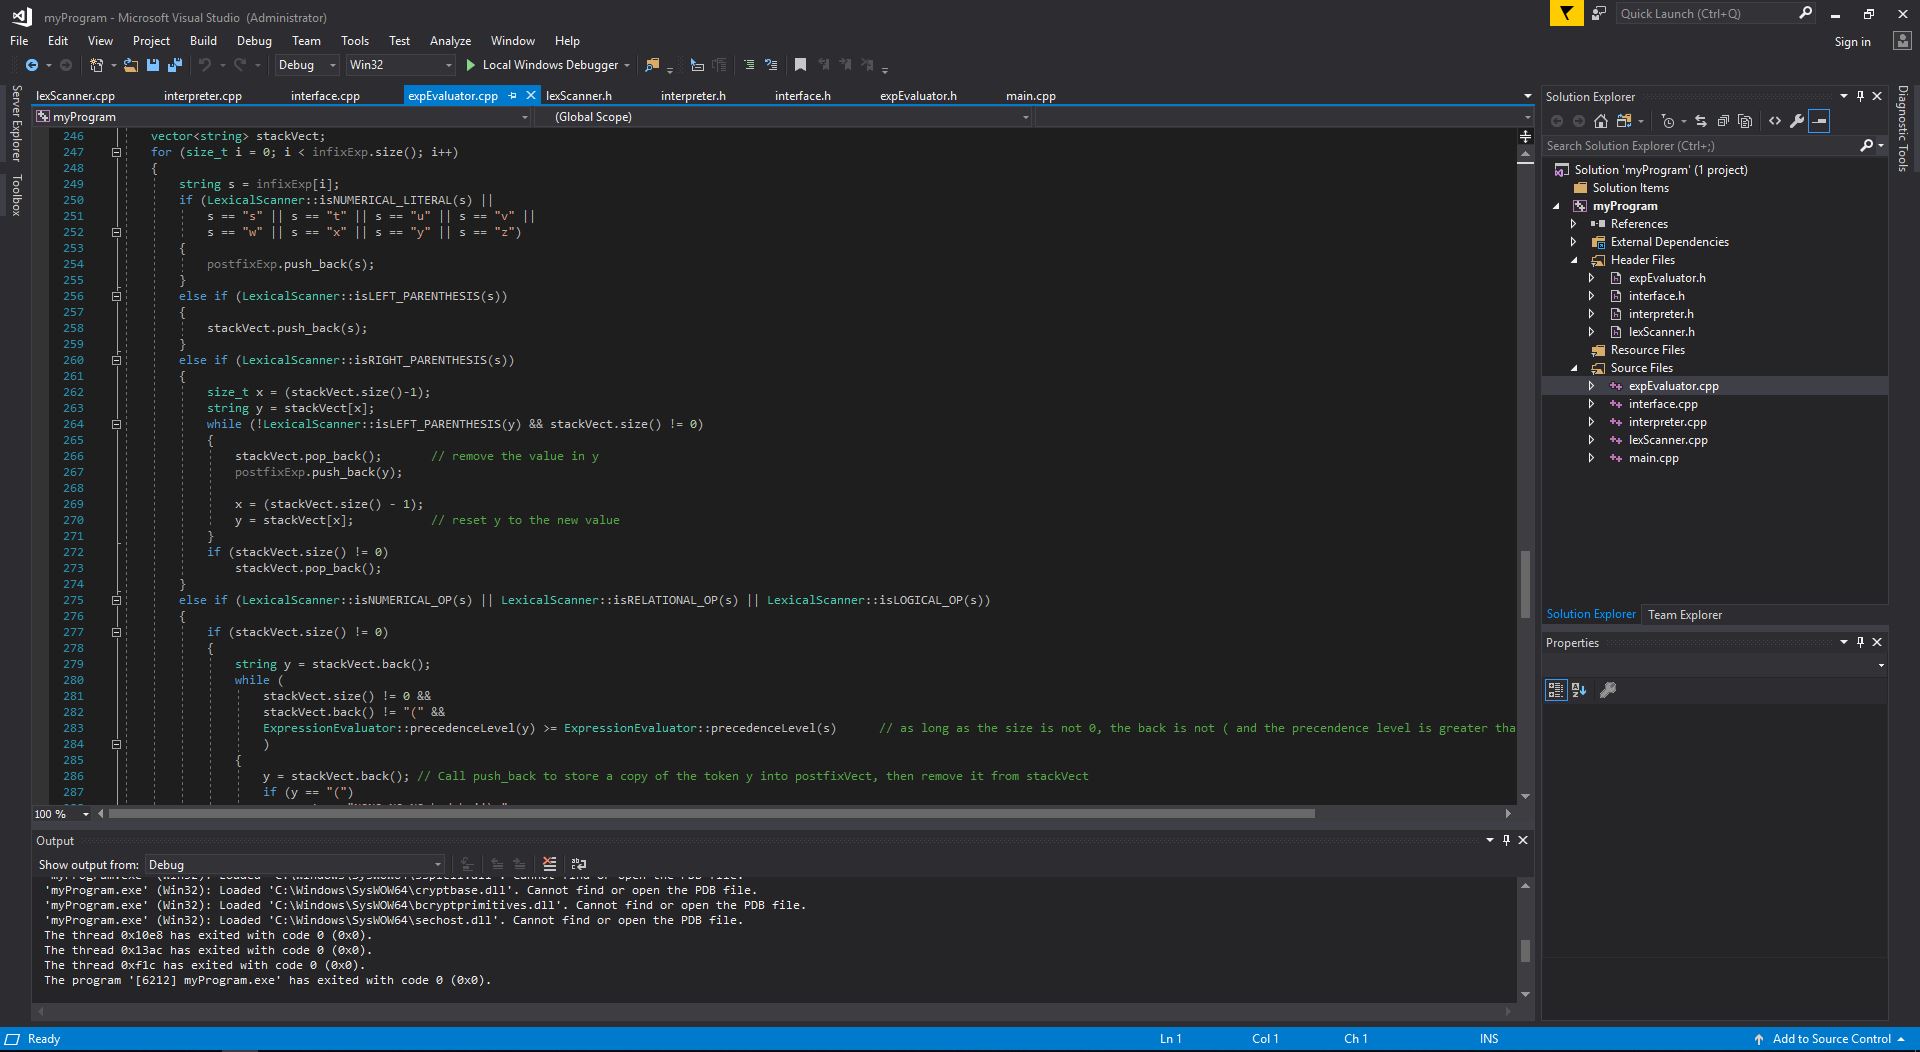 myProgram - Microsoft Visual Studio (Administrator)
Quick Launch (Ctrl+Q)
File Edit View Project Build Debug Team Tools Test Analyze Window Help
Sign in
Debug Win32 Local Windows Debugger
Server Explorer
Toolbox
lexScanner.cpp interpreter.cpp interface.cpp expEvaluator.cpp lexScanner.h interpreter.h interface.h expEvaluator.h main.cpp
myProgram (Global Scope)
246 vector<string> stackVect;
247 for (size_t i = 0; i < infixExp.size(); i++)
248 {
249 string s = infixExp[i];
250 if (LexicalScanner::isNUMERICAL_LITERAL(s) ||
251 s == "s" || s == "t" || s == "u" || s == "v" ||
252 s == "w" || s == "x" || s == "y" || s == "z")
253 {
254 postfixExp.push_back(s);
255 }
256 else if (LexicalScanner::isLEFT_PARENTHESIS(s))
257 {
258 stackVect.push_back(s);
259 }
260 else if (LexicalScanner::isRIGHT_PARENTHESIS(s))
261 {
262 size_t x = (stackVect.size()-1);
263 string y = stackVect[x];
264 while (!LexicalScanner::isLEFT_PARENTHESIS(y) && stackVect.size() != 0)
265 {
266 stackVect.pop_back(); // remove the value in y
267 postfixExp.push_back(y);
268
269 x = (stackVect.size() - 1);
270 y = stackVect[x]; // reset y to the new value
271 }
272 if (stackVect.size() != 0)
273 stackVect.pop_back();
274 }
275 else if (LexicalScanner::isNUMERICAL_OP(s) || LexicalScanner::isRELATIONAL_OP(s) || LexicalScanner::isLOGICAL_OP(s))
276 {
277 if (stackVect.size() != 0)
278 {
279 string y = stackVect.back();
280 while (
281 stackVect.size() != 0 &&
282 stackVect.back() != "(" &&
283 ExpressionEvaluator::precedenceLevel(y) >= ExpressionEvaluator::precedenceLevel(s) // as long as the size is not 0, the back is not ( and the precendence level is greater tha
284 )
285 {
286 y = stackVect.back(); // Call push_back to store a copy of the token y into postfixVect, then remove it from stackVect
287 if (y == "(")
100 %
Output
Show output from: Debug
'myProgram.exe' (Win32): Loaded 'C:\Windows\SysWOW64\cryptbase.dll'. Cannot find or open the PDB file.
'myProgram.exe' (Win32): Loaded 'C:\Windows\SysWOW64\bcryptprimitives.dll'. Cannot find or open the PDB file.
'myProgram.exe' (Win32): Loaded 'C:\Windows\SysWOW64\sechost.dll'. Cannot find or open the PDB file.
The thread 0x10e8 has exited with code 0 (0x0).
The thread 0x13ac has exited with code 0 (0x0).
The thread 0xf1c has exited with code 0 (0x0).
The program '[6212] myProgram.exe' has exited with code 0 (0x0).
Solution Explorer
Search Solution Explorer (Ctrl+;)
Solution 'myProgram' (1 project)
Solution Items
myProgram
References
External Dependencies
Header Files
expEvaluator.h
interface.h
interpreter.h
lexScanner.h
Resource Files
Source Files
expEvaluator.cpp
interface.cpp
interpreter.cpp
lexScanner.cpp
main.cpp
Solution Explorer Team Explorer
Properties
Diagnostic Tools
Ready Ln 1 Col 1 Ch 1 INS Add to Source Control